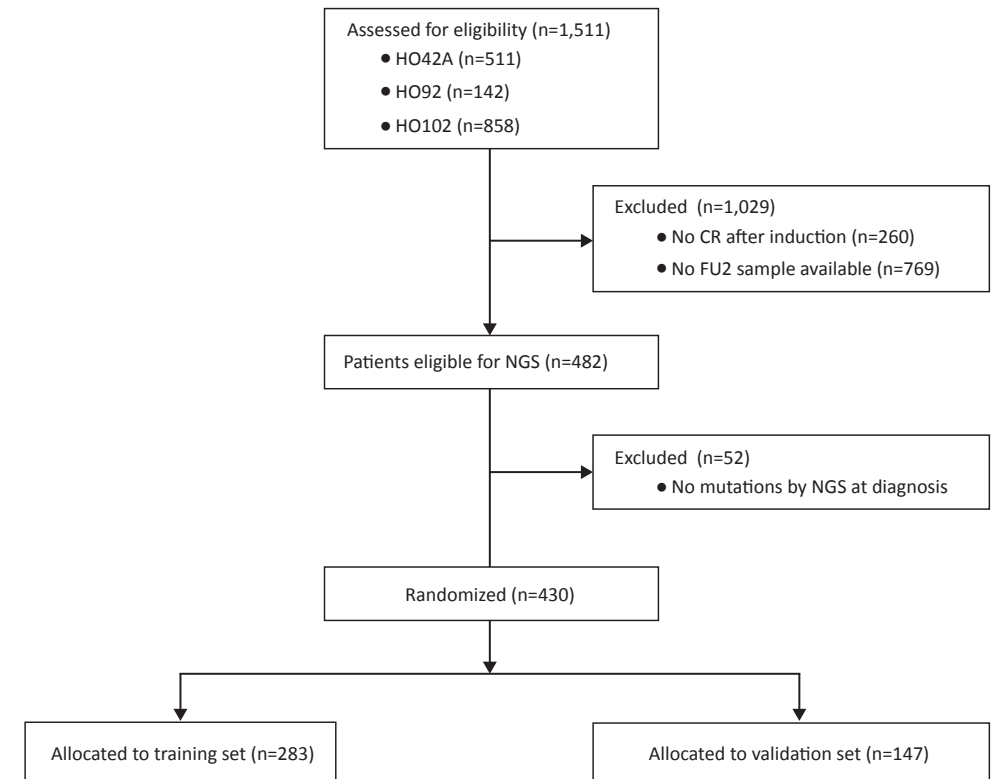 Assessed for eligibility (n=1,511)
● HO42A (n=511)
● HO92 (n=142)
● HO102 (n=858)
Excluded (n=1,029)
● No CR after induction (n=260)
● No FU2 sample available (n=769)
Patients eligible for NGS (n=482)
Excluded (n=52)
● No mutations by NGS at diagnosis
Randomized (n=430)
Allocated to training set (n=283)
Allocated to validation set (n=147)